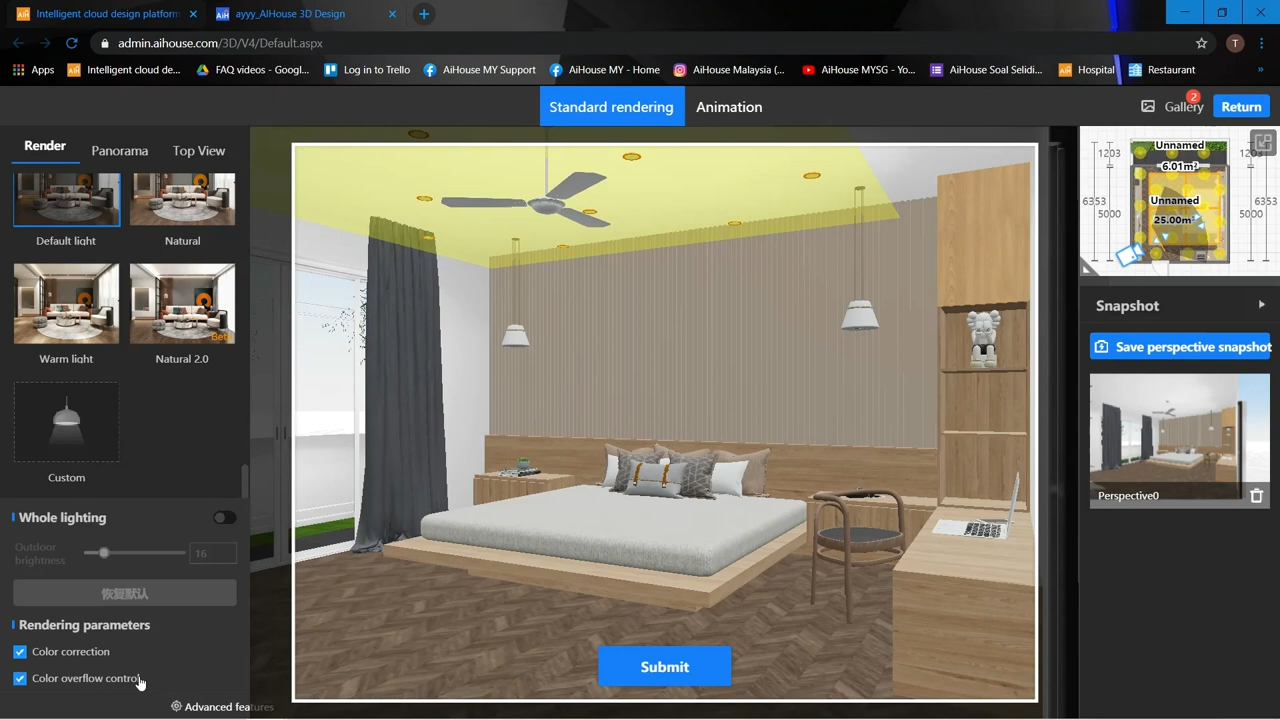 Intelligent cloud design platform
ayyy_AIHouse 3D Design
admin.aihouse.com/3D/V4/Default.aspx
T
Apps
Intelligent cloud de...
FAQ videos - Googl...
Log in to Trello
AiHouse MY Support
AiHouse MY - Home
AiHouse Malaysia (...
AiHouse MYSG - Yo...
AiHouse Soal Selidi...
Hospital
Restaurant
»
Standard rendering
Animation
2
Gallery
Return
Render
Panorama
Top View
Default light
Natural
Beta
Warm light
Natural 2.0
Custom
Whole lighting
Outdoor brightness
16
恢复默认
Rendering parameters
Color correction
Color overflow control
Advanced features
Submit
Unnamed
6.01m²
1203
1203
6353
5000
Unnamed
25.00m²
5000
6353
Snapshot
Save perspective snapshot
Perspective0